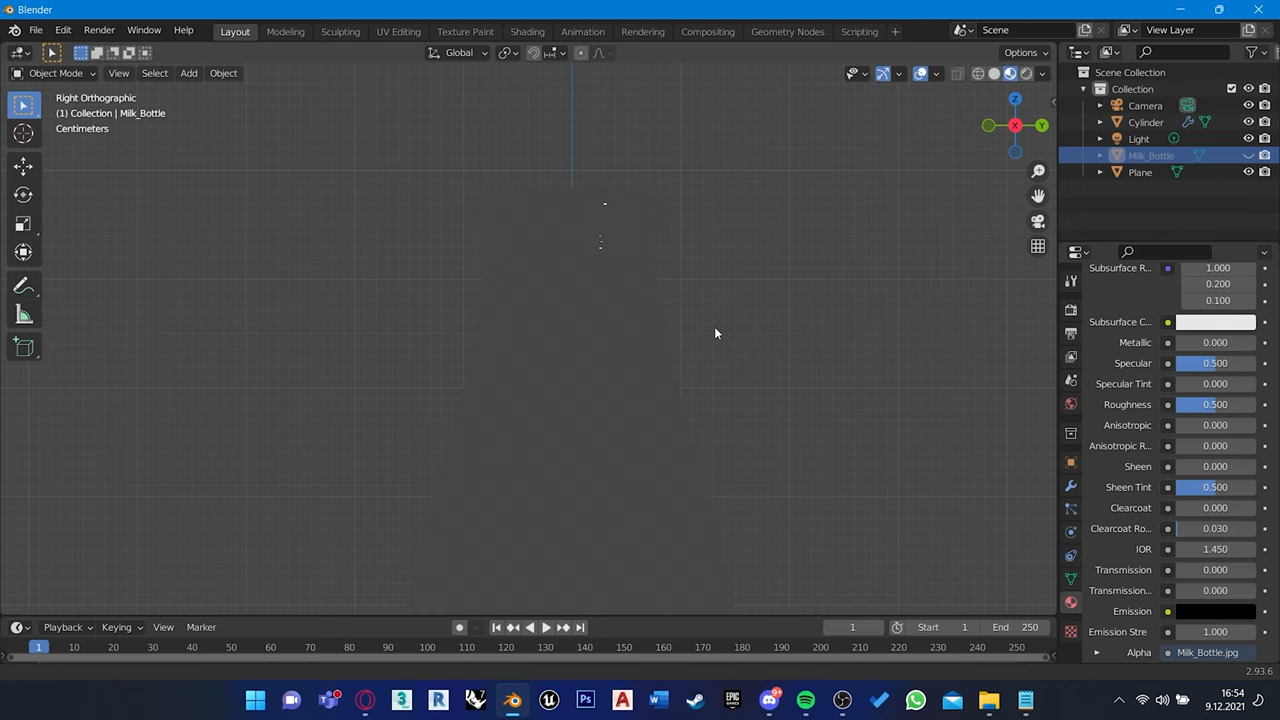 Blender
File Edit Render Window Help Layout Modeling Sculpting UV Editing Texture Paint Shading Animation Rendering Compositing Geometry Nodes Scripting + Scene View Layer
Global Options
Object Mode View Select Add Object
Right Orthographic
(1) Collection | Milk_Bottle
Centimeters
Z
X
Y
Scene Collection
Collection
Camera
Cylinder
Light
Milk_Bottle
Plane
Subsurface R... 1.000
0.200
0.100
Subsurface C...
Metallic 0.000
Specular 0.500
Specular Tint 0.000
Roughness 0.500
Anisotropic 0.000
Anisotropic R... 0.000
Sheen 0.000
Sheen Tint 0.500
Clearcoat 0.000
Clearcoat Ro... 0.030
IOR 1.450
Transmission 0.000
Transmission... 0.000
Emission
Emission Stre 1.000
Alpha Milk_Bottle.jpg
Playback Keying View Marker 1 Start 1 End 250
1 10 20 30 40 50 60 70 80 90 100 110 120 130 140 150 160 170 180 190 200 210 220 230 240 250
2.93.6
3 R Ps A W EPIC GAMES 9+
16:54
9.12.2021